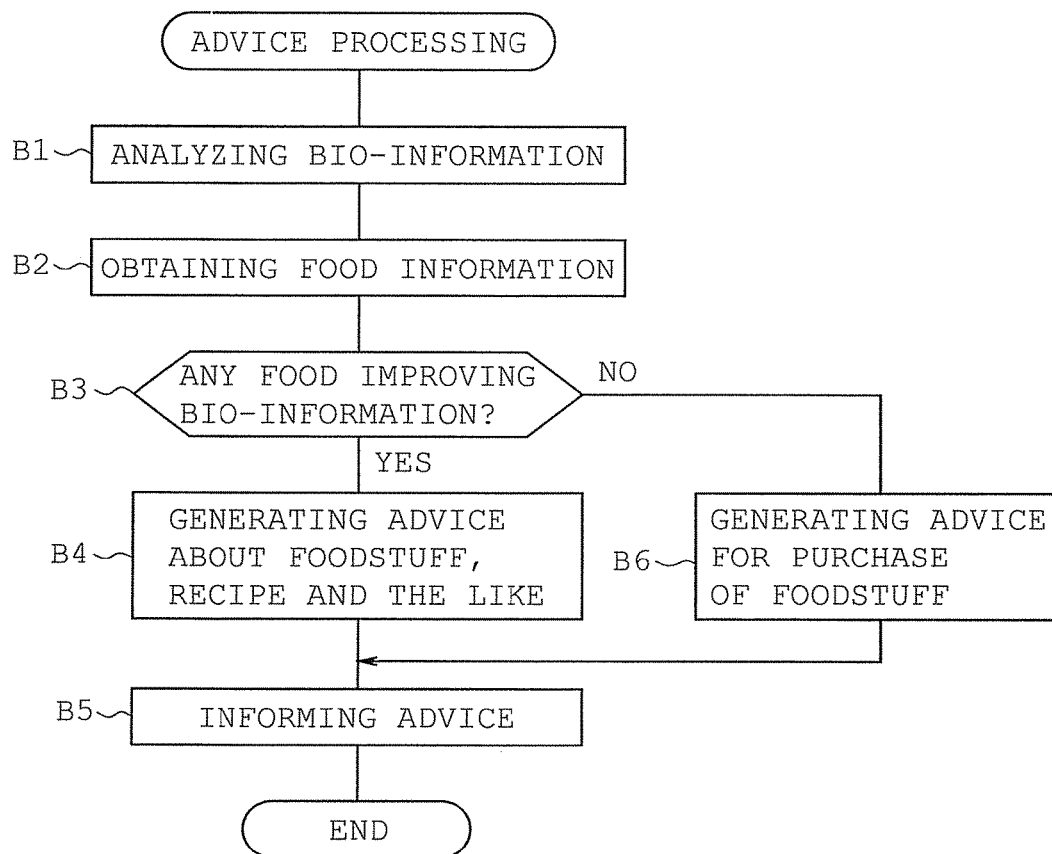 ADVICE PROCESSING
B1
ANALYZING BIO-INFORMATION
B2
OBTAINING FOOD INFORMATION
B3
ANY FOOD IMPROVING
BIO-INFORMATION?
NO
YES
B4
GENERATING ADVICE
ABOUT FOODSTUFF,
RECIPE AND THE LIKE
B6
GENERATING ADVICE
FOR PURCHASE
OF FOODSTUFF
B5
INFORMING ADVICE
END